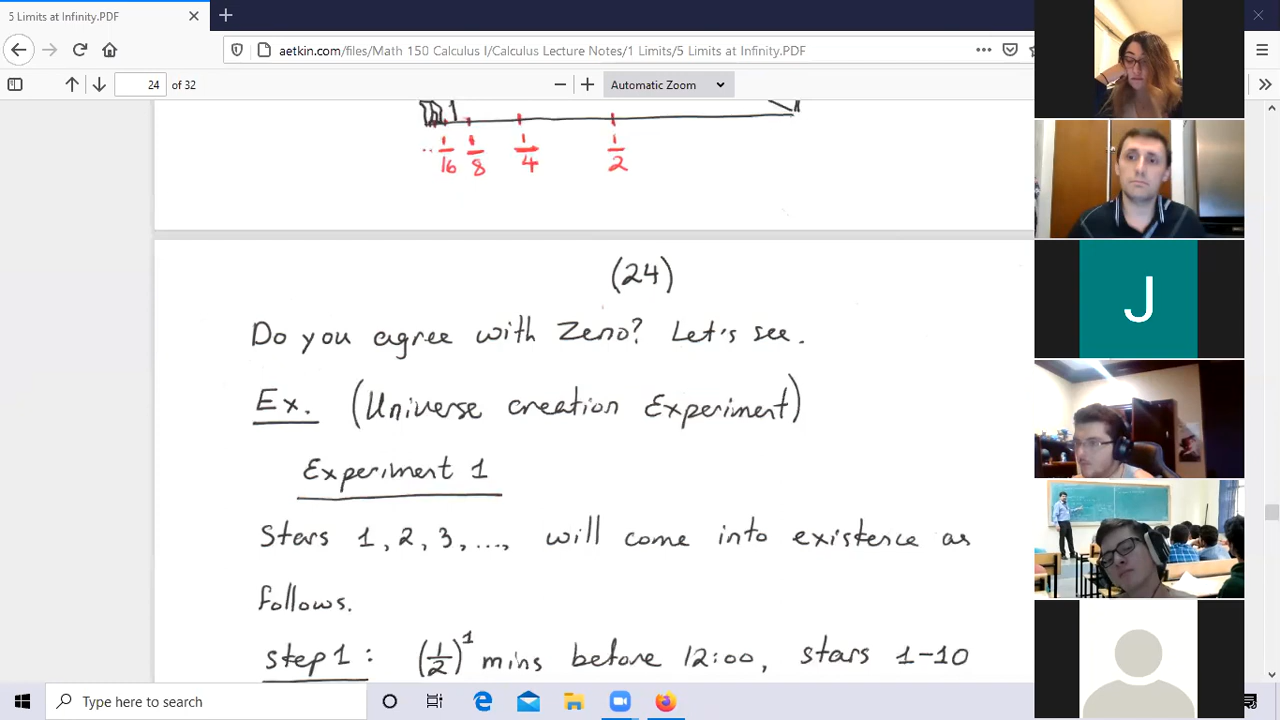 5 Limits at Infinity.PDF
aetkin.com/files/Math 150 Calculus I/Calculus Lecture Notes/1 Limits/5 Limits at Infinity.PDF
24 of 32
Automatic Zoom
1/16 1/8 1/4 1/2
(24)
Do you agree with Zeno? Let's see.
Ex. (Universe creation Experiment)
Experiment 1
Stars 1, 2, 3, ..., will come into existence as
follows.
Step 1: (1/2)^1 mins before 12:00, stars 1-10
J
Type here to search